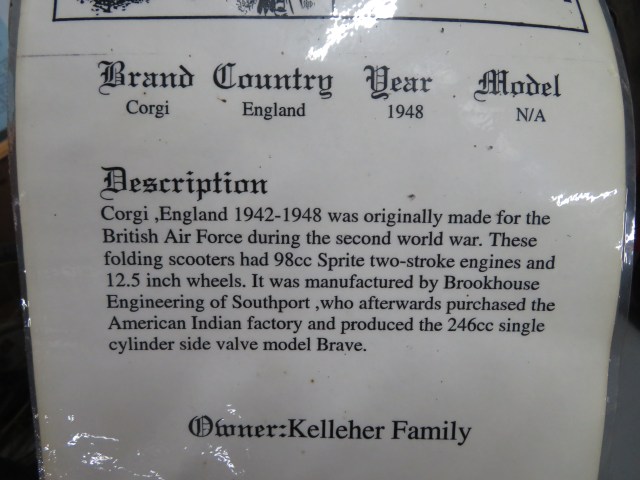 Brand Country Year Model
Corgi England 1948 N/A
Description
Corgi ,England 1942-1948 was originally made for the
British Air Force during the second world war. These
folding scooters had 98cc Sprite two-stroke engines and
12.5 inch wheels. It was manufactured by Brookhouse
Engineering of Southport ,who afterwards purchased the
American Indian factory and produced the 246cc single
cylinder side valve model Brave.
Owner:Kelleher Family